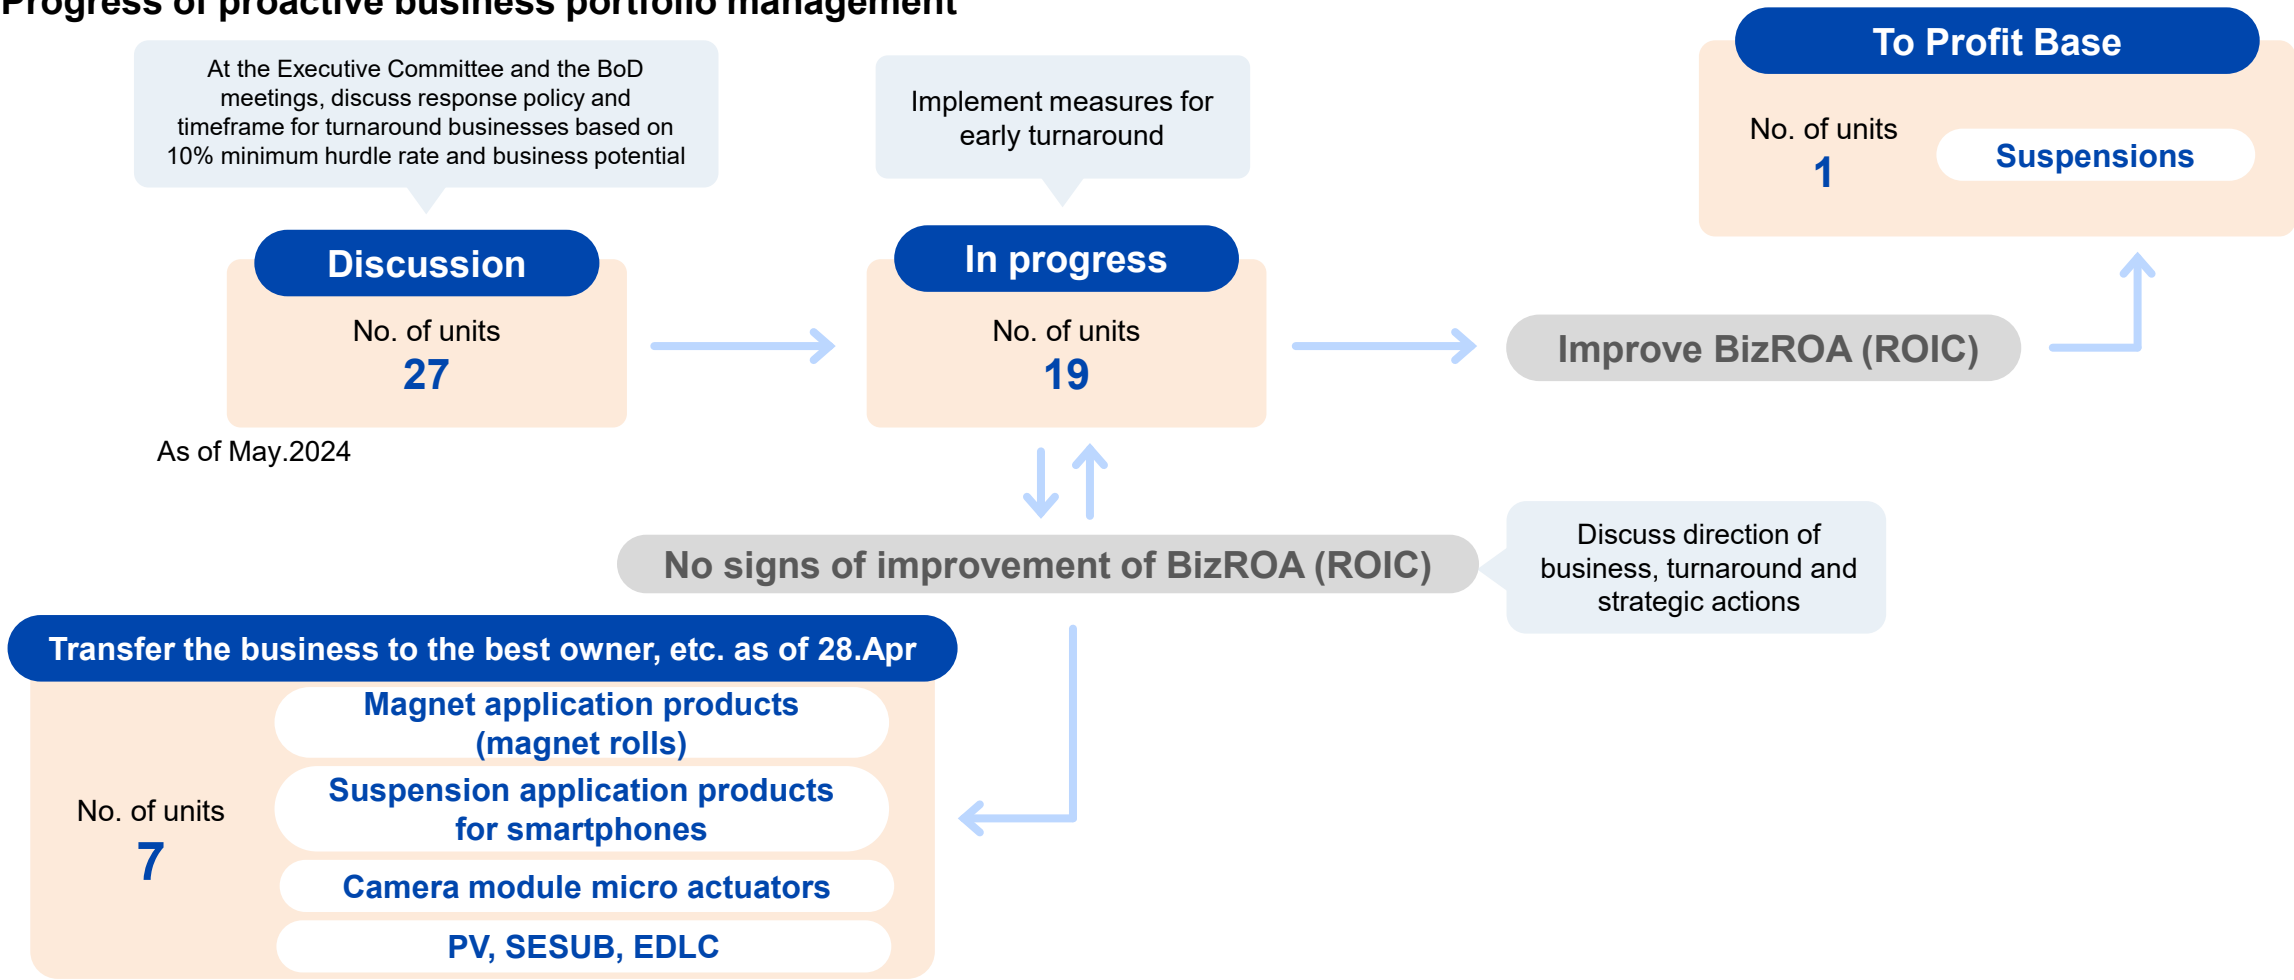 Progress of proactive business portfolio management
At the Executive Committee and the BoD
meetings, discuss response policy and
timeframe for turnaround businesses based on
10% minimum hurdle rate and business potential
Discussion
No. of units
27
As of May.2024
Implement measures for
early turnaround
In progress
No. of units
19
Improve BizROA (ROIC)
To Profit Base
No. of units
1
Suspensions
No signs of improvement of BizROA (ROIC)
Discuss direction of
business, turnaround and
strategic actions
Transfer the business to the best owner, etc. as of 28.Apr
No. of units
7
Magnet application products
(magnet rolls)
Suspension application products
for smartphones
Camera module micro actuators
PV, SESUB, EDLC